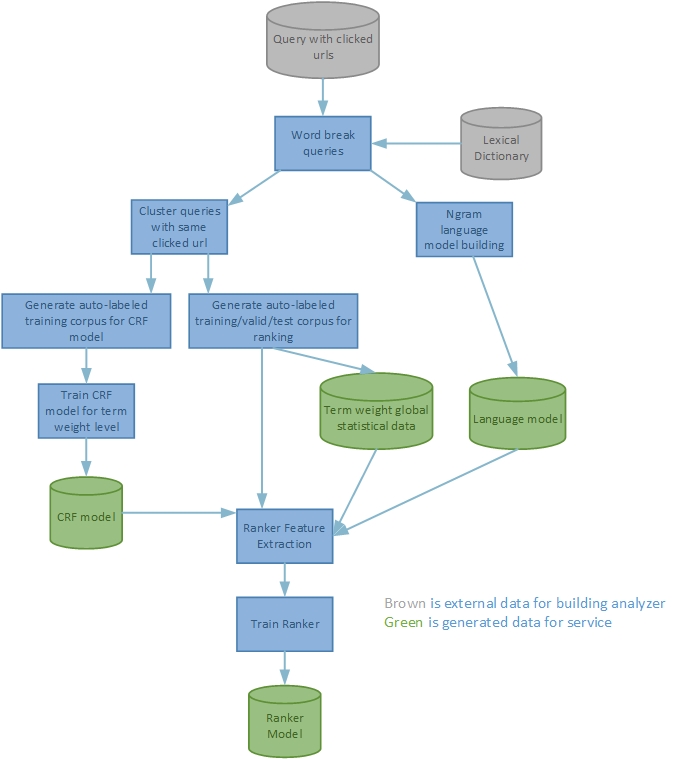 Query with clicked
urls
Word break
queries
Lexical
Dictionary
Cluster queries
with same
clicked url
Ngram
language
model building
Generate auto-labeled
training corpus for CRF
model
Generate auto-labeled
training/valid/test corpus for
ranking
Train CRF
model for term
weight level
Term weight global
statistical data
Language model
CRF model
Ranker Feature
Extraction
Brown is external data for building analyzer
Green is generated data for service
Train Ranker
Ranker
Model